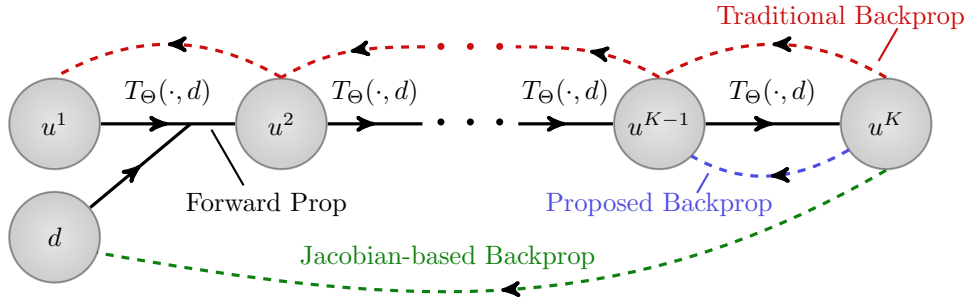 Traditional Backprop
T_Θ(·, d) T_Θ(·, d) T_Θ(·, d) T_Θ(·, d)
u^1 u^2 · · · u^{K−1} u^K
Forward Prop Proposed Backprop
d
Jacobian-based Backprop